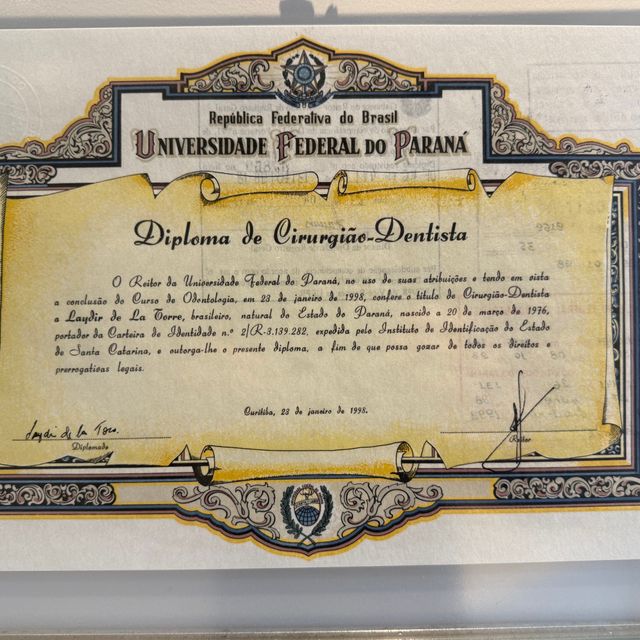 República Federativa do Brasil
UNIVERSIDADE FEDERAL DO PARANÁ
Diploma de Cirurgião-Dentista
O Reitor da Universidade Federal do Paraná, no uso de suas atribuições e tendo em vista
a conclusão do Curso de Odontologia, em 23 de janeiro de 1998, confere o título de Cirurgião-Dentista
a Laydir de La Torre, brasileiro, natural do Estado do Paraná, nascido a 20 de março de 1976,
portador da Carteira de Identidade n.º 2/R-3.139.282, expedida pelo Instituto de Identificação do Estado
de Santa Catarina, e outorga-lhe o presente diploma, a fim de que possa gozar de todos os direitos e
prerrogativas legais.
Curitiba, 23 de janeiro de 1998.
Diplomado
Reitor